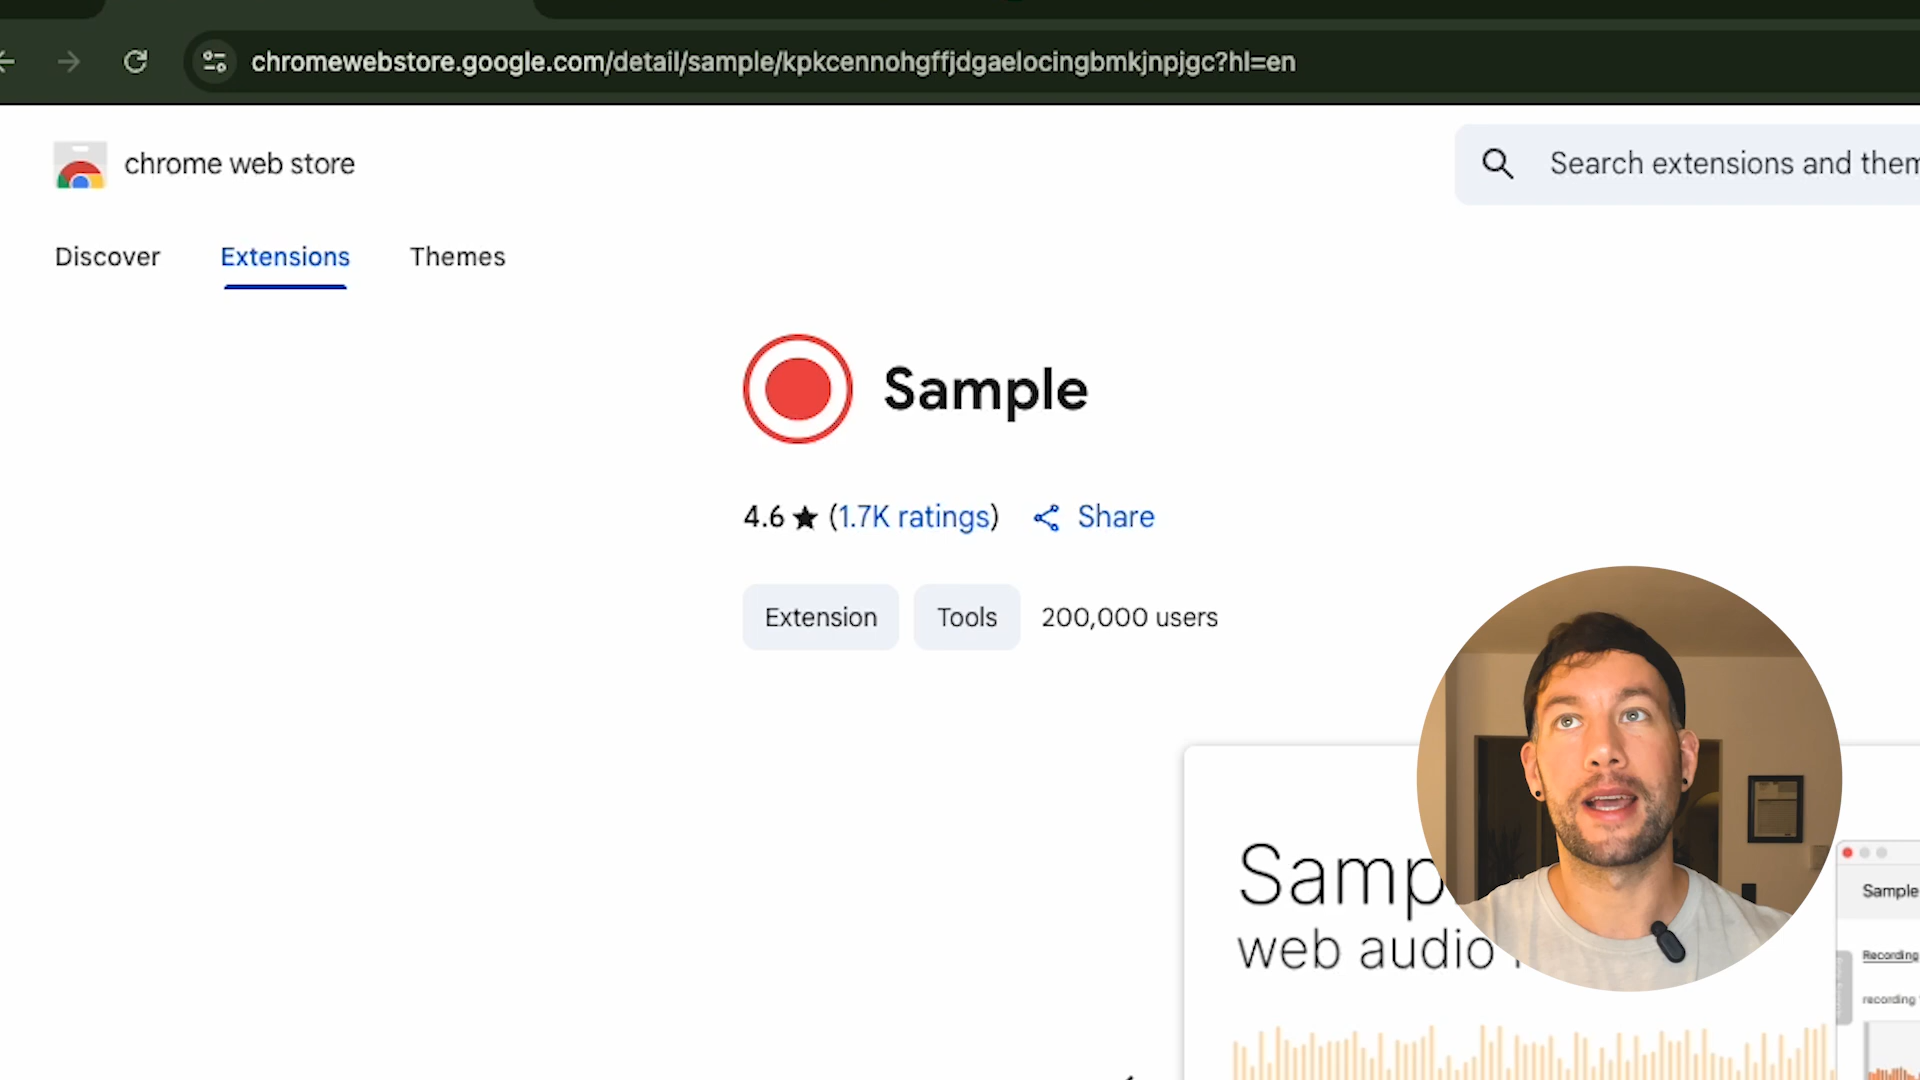 chromewebstore.google.com/detail/sample/kpkcennohgffjdgaelocingbmkjnpjgc?hl=en
chrome web store
Search extensions and them
Discover Extensions Themes
Sample
4.6 ★ (1.7K ratings) Share
Extension Tools 200,000 users
Samp
web audio
Sample
Recording
recording